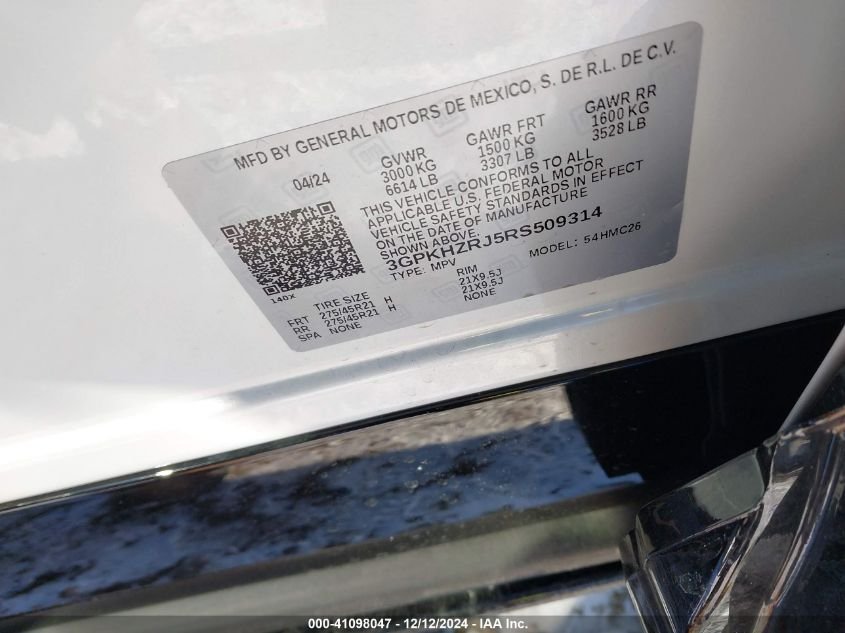 MFD BY GENERAL MOTORS DE MEXICO, S. DE R.L. DE C.V.
04/24 GVWR GAWR FRT GAWR RR
3000 KG 1500 KG 1600 KG
6614 LB 3307 LB 3528 LB
THIS VEHICLE CONFORMS TO ALL
APPLICABLE U.S. FEDERAL MOTOR
VEHICLE SAFETY STANDARDS IN EFFECT
ON THE DATE OF MANUFACTURE
SHOWN ABOVE.
3GPKHZRJ5RS509314
TYPE: MPV MODEL: 54HMC26
140X
TIRE SIZE RIM
FRT 275/45R21 H 21X9.5J
RR 275/45R21 H 21X9.5J
SPA NONE NONE
000-41098047 - 12/12/2024 - IAA Inc.